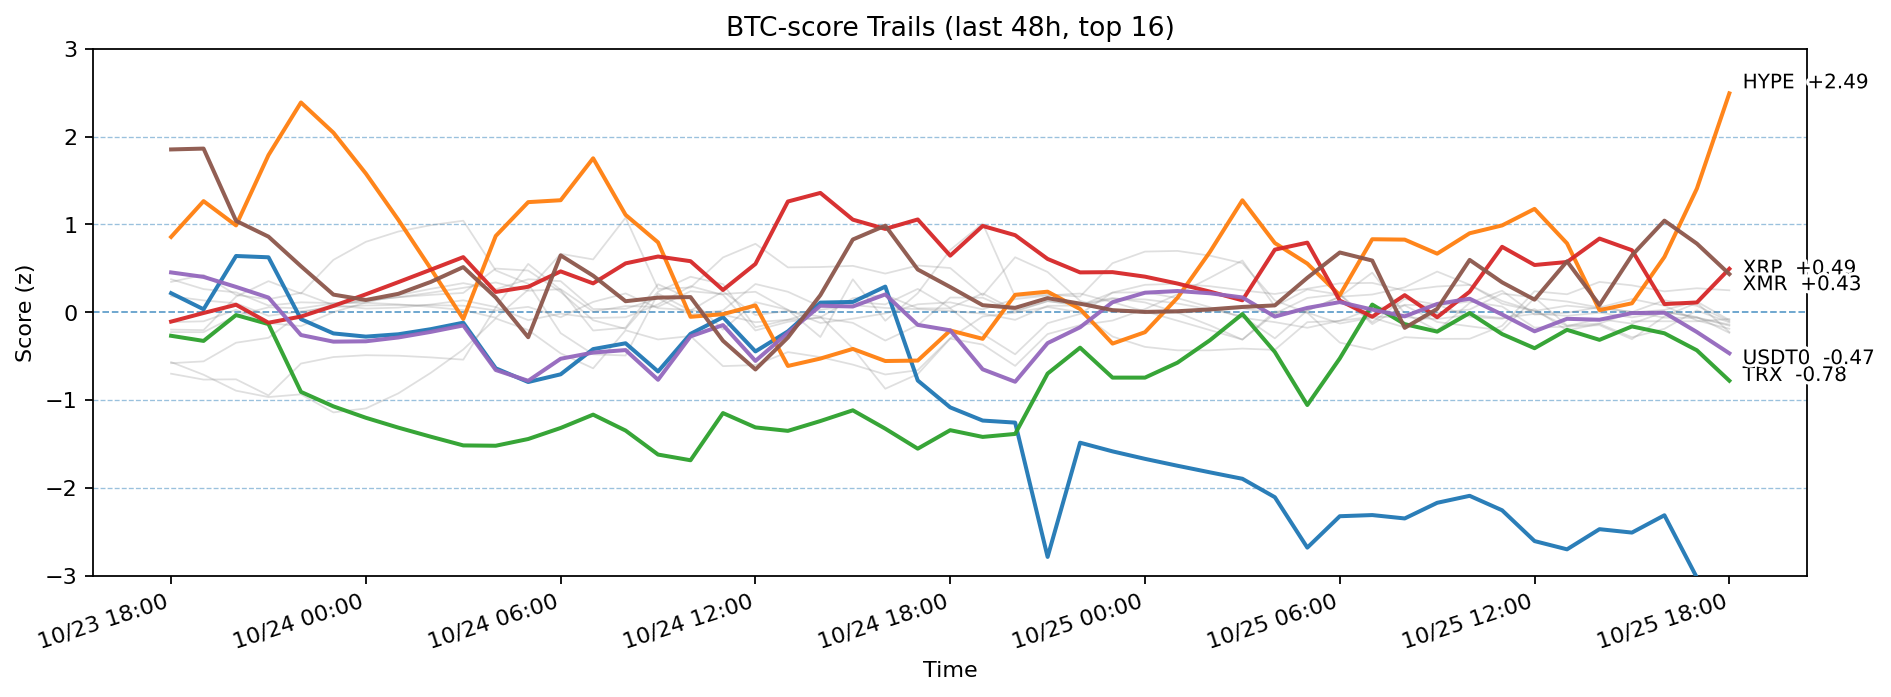 BTC-score Trails (last 48h, top 16)
3
2
1
0
−1
−2
−3
Score (z)
HYPE +2.49
XRP +0.49
XMR +0.43
USDT0 -0.47
TRX -0.78
10/23 18:00
10/24 00:00
10/24 06:00
10/24 12:00
10/24 18:00
10/25 00:00
10/25 06:00
10/25 12:00
10/25 18:00
Time